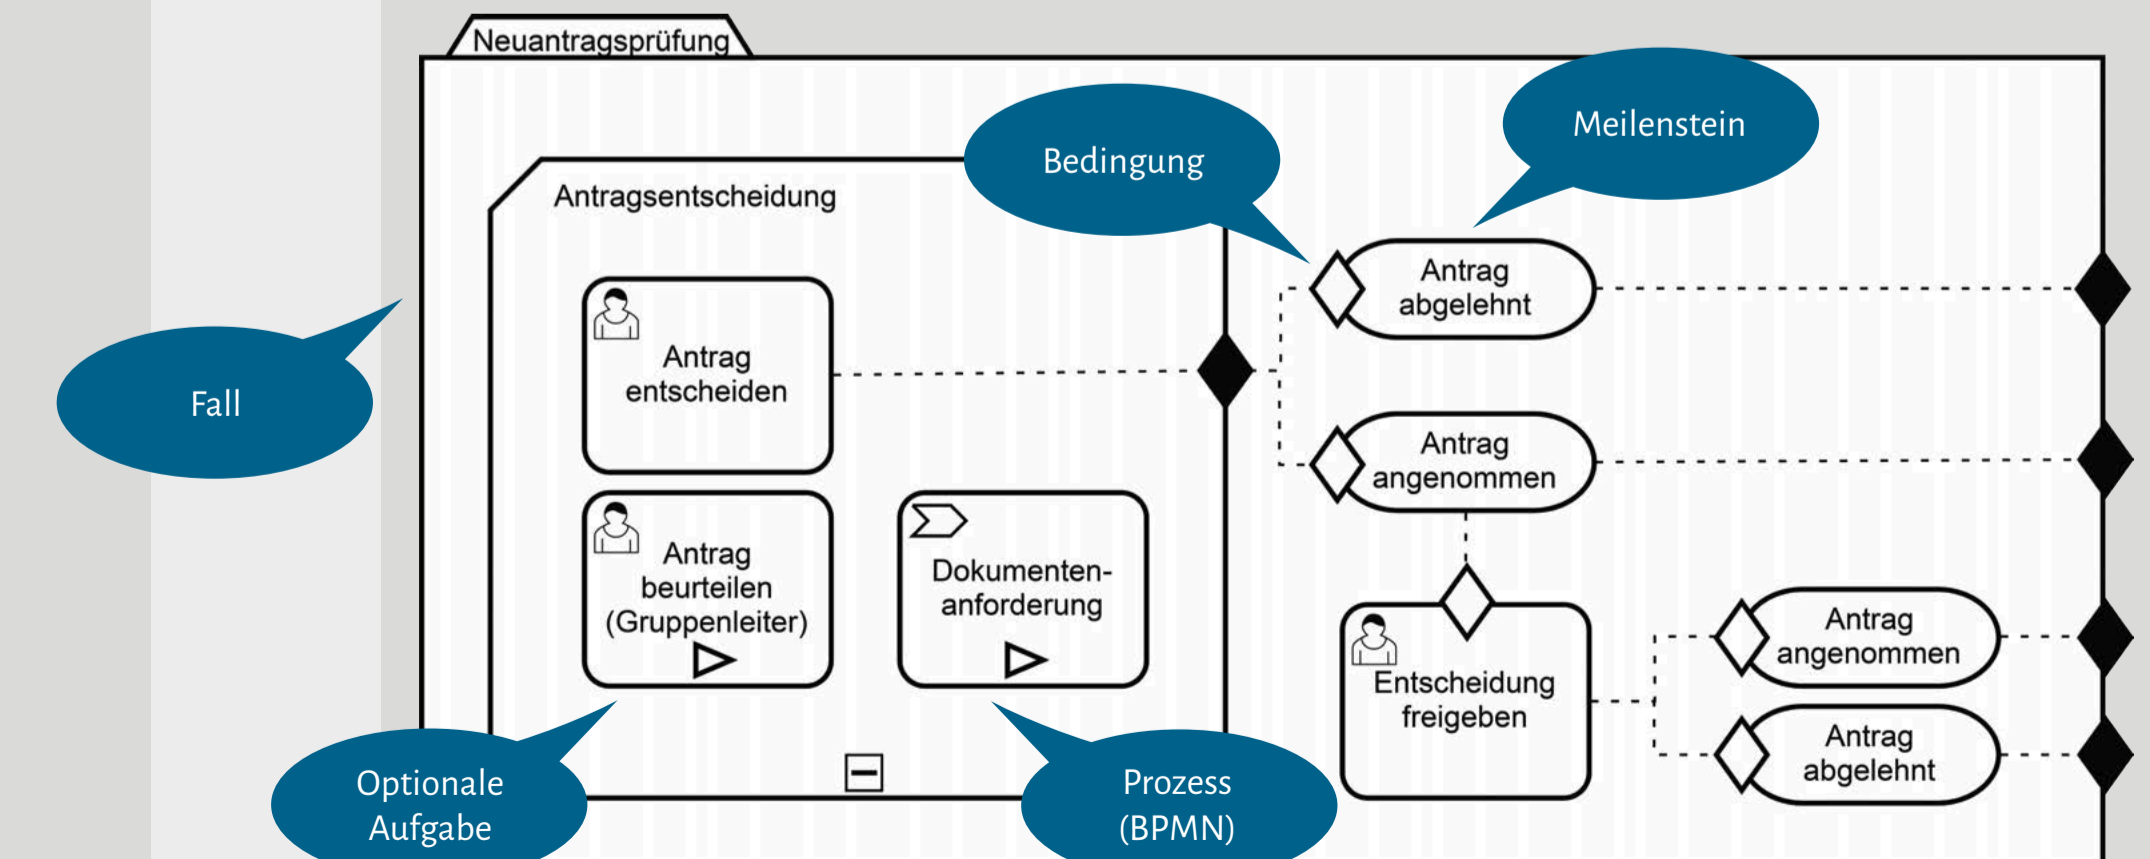 Neuantragsprüfung
Meilenstein
Bedingung
Antragsentscheidung
Antrag
abgelehnt
Antrag
entscheiden
Fall
Antrag
angenommen
Antrag
beurteilen
(Gruppenleiter)
Dokumenten-
anforderung
Entscheidung
freigeben
Antrag
angenommen
Antrag
abgelehnt
Optionale
Aufgabe
Prozess
(BPMN)